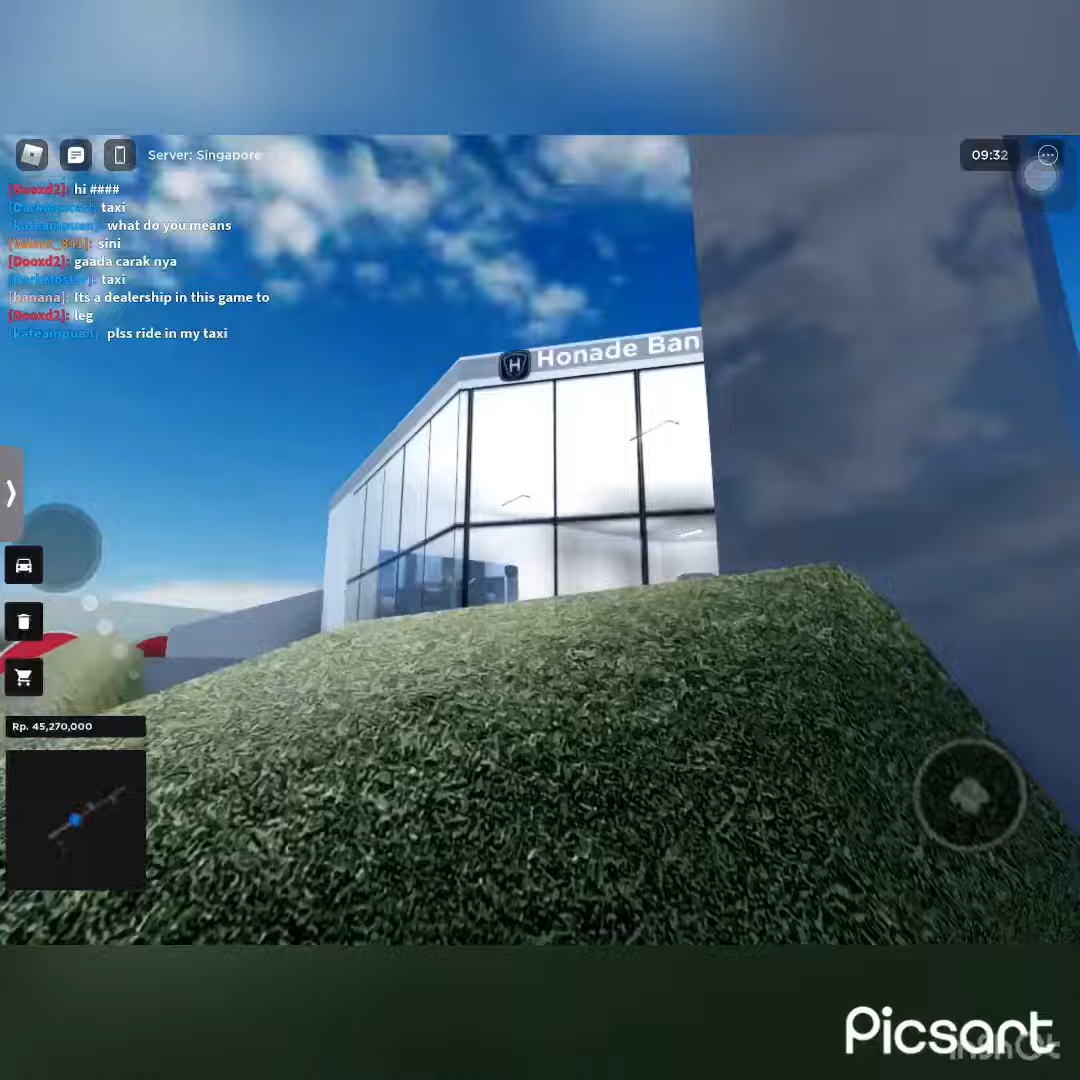 Server: Singapore
09:32
[Dooxd2]: hi ####
taxi
what do you means
sini
[Dooxd2]: gaada carak nya
taxi
[banana]: Its a dealership in this game to
[Dooxd2]: leg
plss ride in my taxi
H Honade Ban
Rp. 45,270,000
Picsart
InShOt